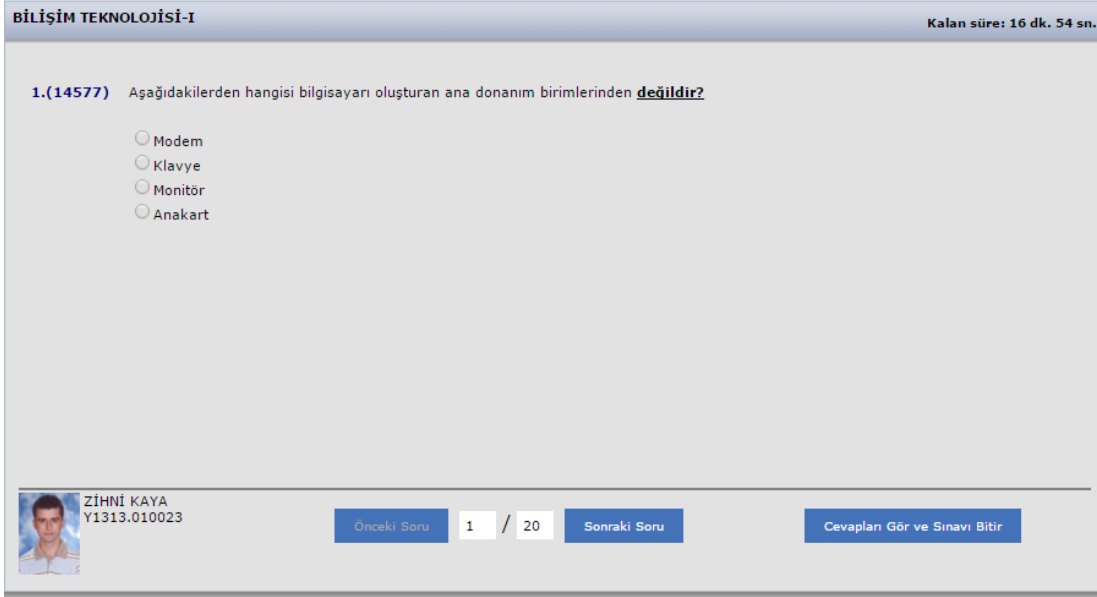 BİLİŞİM TEKNOLOJİSİ-I
Kalan süre: 16 dk. 54 sn.
1.(14577) Aşağıdakilerden hangisi bilgisayarı oluşturan ana donanım birimlerinden değildir?
Modem
Klavye
Monitör
Anakart
ZİHNİ KAYA
Y1313.010023
Önceki Soru 1 / 20 Sonraki Soru Cevapları Gör ve Sınavı Bitir